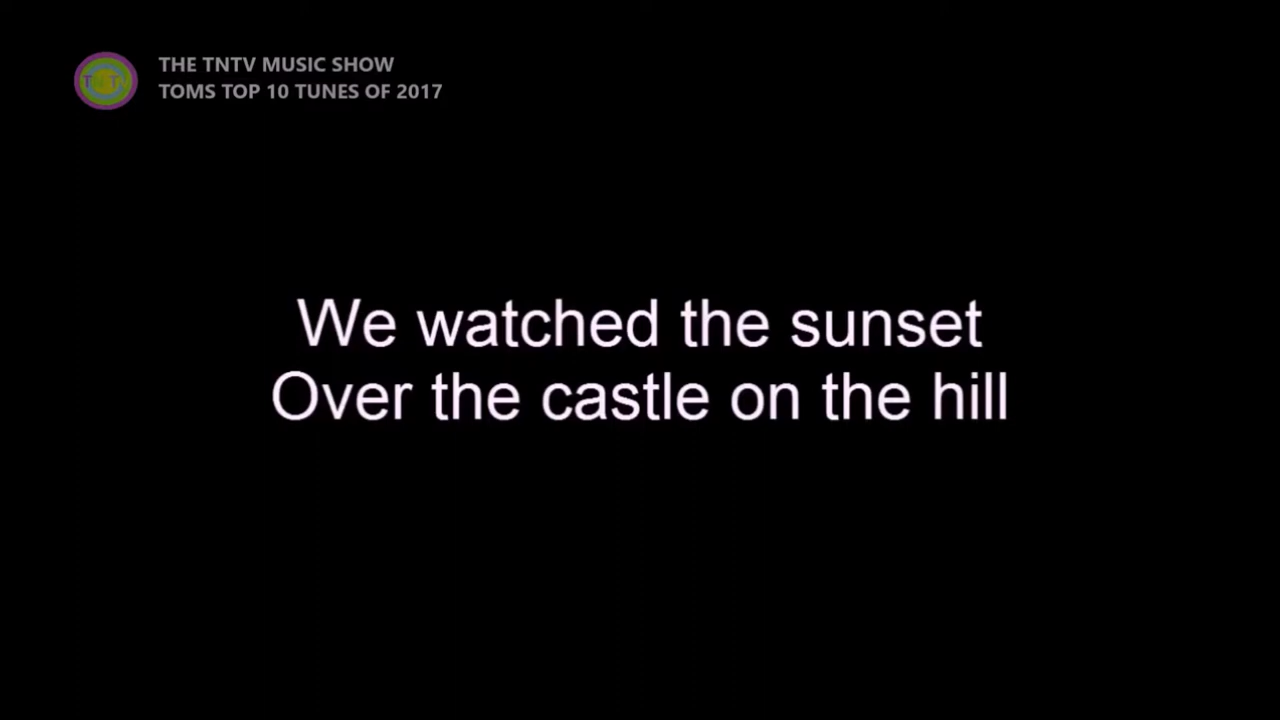 TNTV
THE TNTV MUSIC SHOW
TOMS TOP 10 TUNES OF 2017
We watched the sunset
Over the castle on the hill